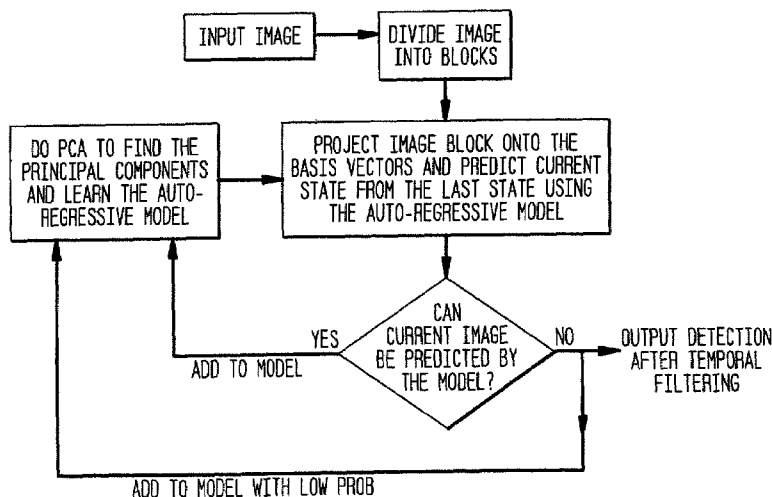 INPUT IMAGE
DIVIDE IMAGE
INTO BLOCKS
DO PCA TO FIND THE
PRINCIPAL COMPONENTS
AND LEARN THE AUTO-
REGRESSIVE MODEL
PROJECT IMAGE BLOCK ONTO THE
BASIS VECTORS AND PREDICT CURRENT
STATE FROM THE LAST STATE USING
THE AUTO-REGRESSIVE MODEL
CAN
CURRENT IMAGE
BE PREDICTED BY
THE MODEL?
YES
ADD TO MODEL
NO
OUTPUT DETECTION
AFTER TEMPORAL
FILTERING
ADD TO MODEL WITH LOW PROB